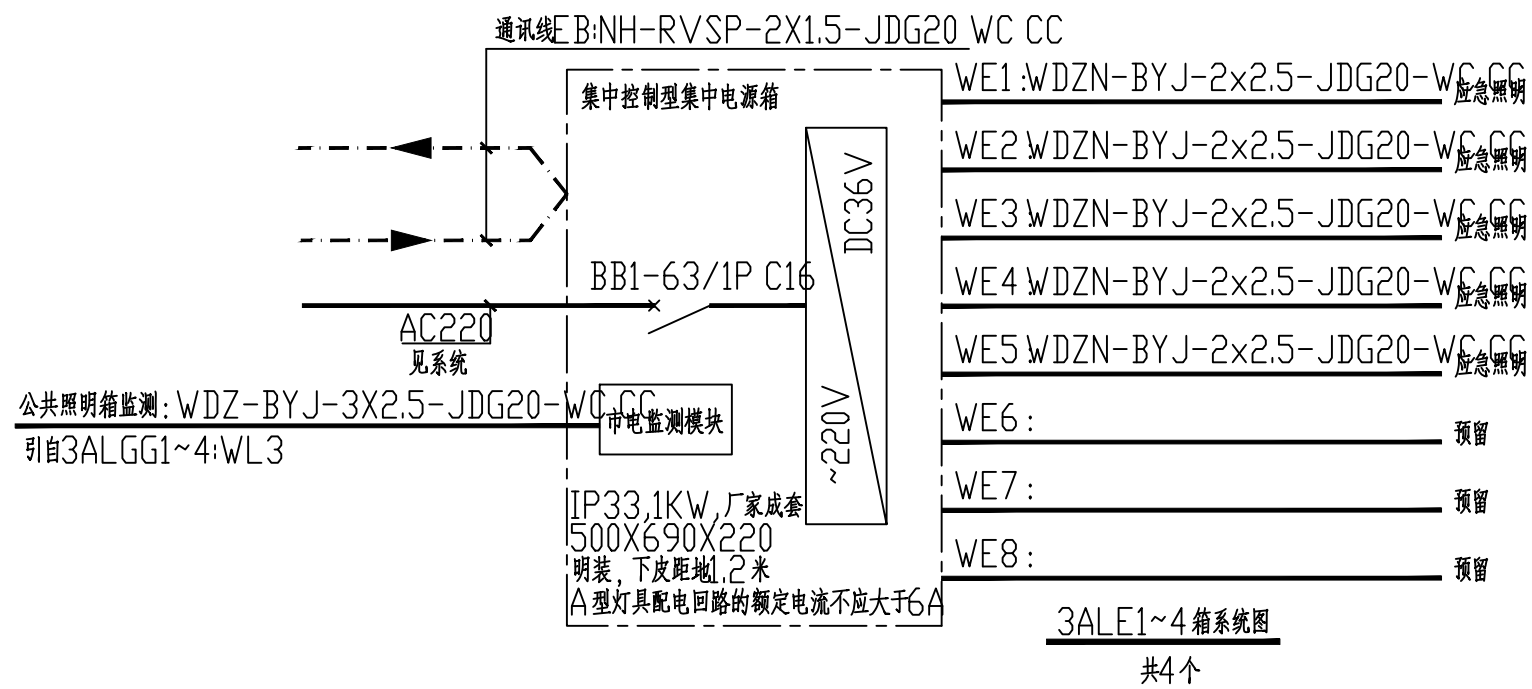 通讯线EB:NH-RVSP-2X1.5-JDG20 WC CC
集中控制型集中电源箱
DC36V
~220V
BB1-63/1P C16
AC220
见系统
公共照明箱监测: WDZ-BYJ-3X2.5-JDG20-WC CC
引自3ALGG1~4:WL3
市电监测模块
IP33,1KW,厂家成套
500X690X220
明装, 下皮距地1.2米
A型灯具配电回路的额定电流不应大于6A
WE1:WDZN-BYJ-2x2.5-JDG20-WC CC 应急照明
WE2:WDZN-BYJ-2x2.5-JDG20-WC CC 应急照明
WE3:WDZN-BYJ-2x2.5-JDG20-WC CC 应急照明
WE4:WDZN-BYJ-2x2.5-JDG20-WC CC 应急照明
WE5:WDZN-BYJ-2x2.5-JDG20-WC CC 应急照明
WE6: 预留
WE7: 预留
WE8: 预留
3ALE1~4箱系统图
共4个